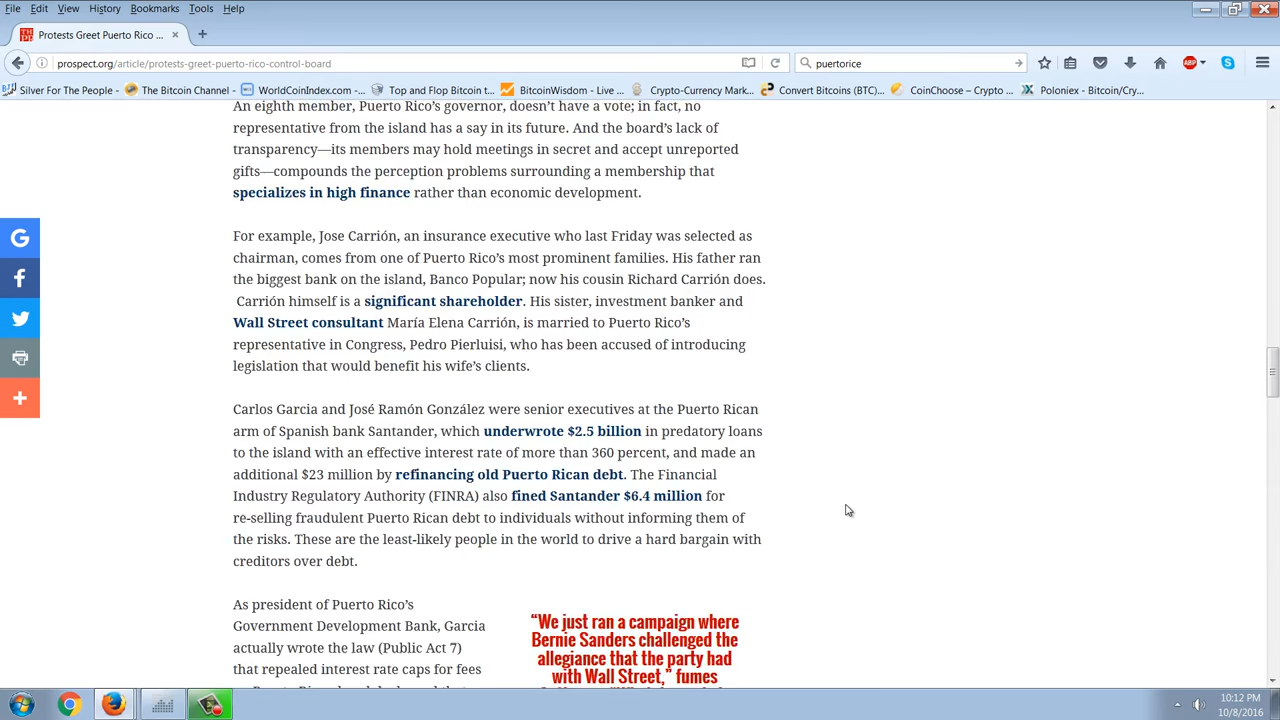 File Edit View History Bookmarks Tools Help
Protests Greet Puerto Rico ...
prospect.org/article/protests-greet-puerto-rico-control-board
puertorice
ABP
Silver For The People - ...
The Bitcoin Channel - ...
WorldCoinIndex.com - ...
Top and Flop Bitcoin t...
BitcoinWisdom - Live ...
Crypto-Currency Mark...
Convert Bitcoins (BTC)...
CoinChoose – Crypto ...
Poloniex - Bitcoin/Cry...
An eighth member, Puerto Rico’s governor, doesn’t have a vote; in fact, no
representative from the island has a say in its future. And the board’s lack of
transparency—its members may hold meetings in secret and accept unreported
gifts—compounds the perception problems surrounding a membership that
specializes in high finance rather than economic development.
For example, Jose Carrión, an insurance executive who last Friday was selected as
chairman, comes from one of Puerto Rico’s most prominent families. His father ran
the biggest bank on the island, Banco Popular; now his cousin Richard Carrión does.
Carrión himself is a significant shareholder. His sister, investment banker and
Wall Street consultant María Elena Carrión, is married to Puerto Rico’s
representative in Congress, Pedro Pierluisi, who has been accused of introducing
legislation that would benefit his wife’s clients.
Carlos Garcia and José Ramón González were senior executives at the Puerto Rican
arm of Spanish bank Santander, which underwrote $2.5 billion in predatory loans
to the island with an effective interest rate of more than 360 percent, and made an
additional $23 million by refinancing old Puerto Rican debt. The Financial
Industry Regulatory Authority (FINRA) also fined Santander $6.4 million for
re-selling fraudulent Puerto Rican debt to individuals without informing them of
the risks. These are the least-likely people in the world to drive a hard bargain with
creditors over debt.
As president of Puerto Rico’s
Government Development Bank, Garcia
actually wrote the law (Public Act 7)
that repealed interest rate caps for fees
“We just ran a campaign where
Bernie Sanders challenged the
allegiance that the party had
with Wall Street,” fumes
10:12 PM
10/8/2016